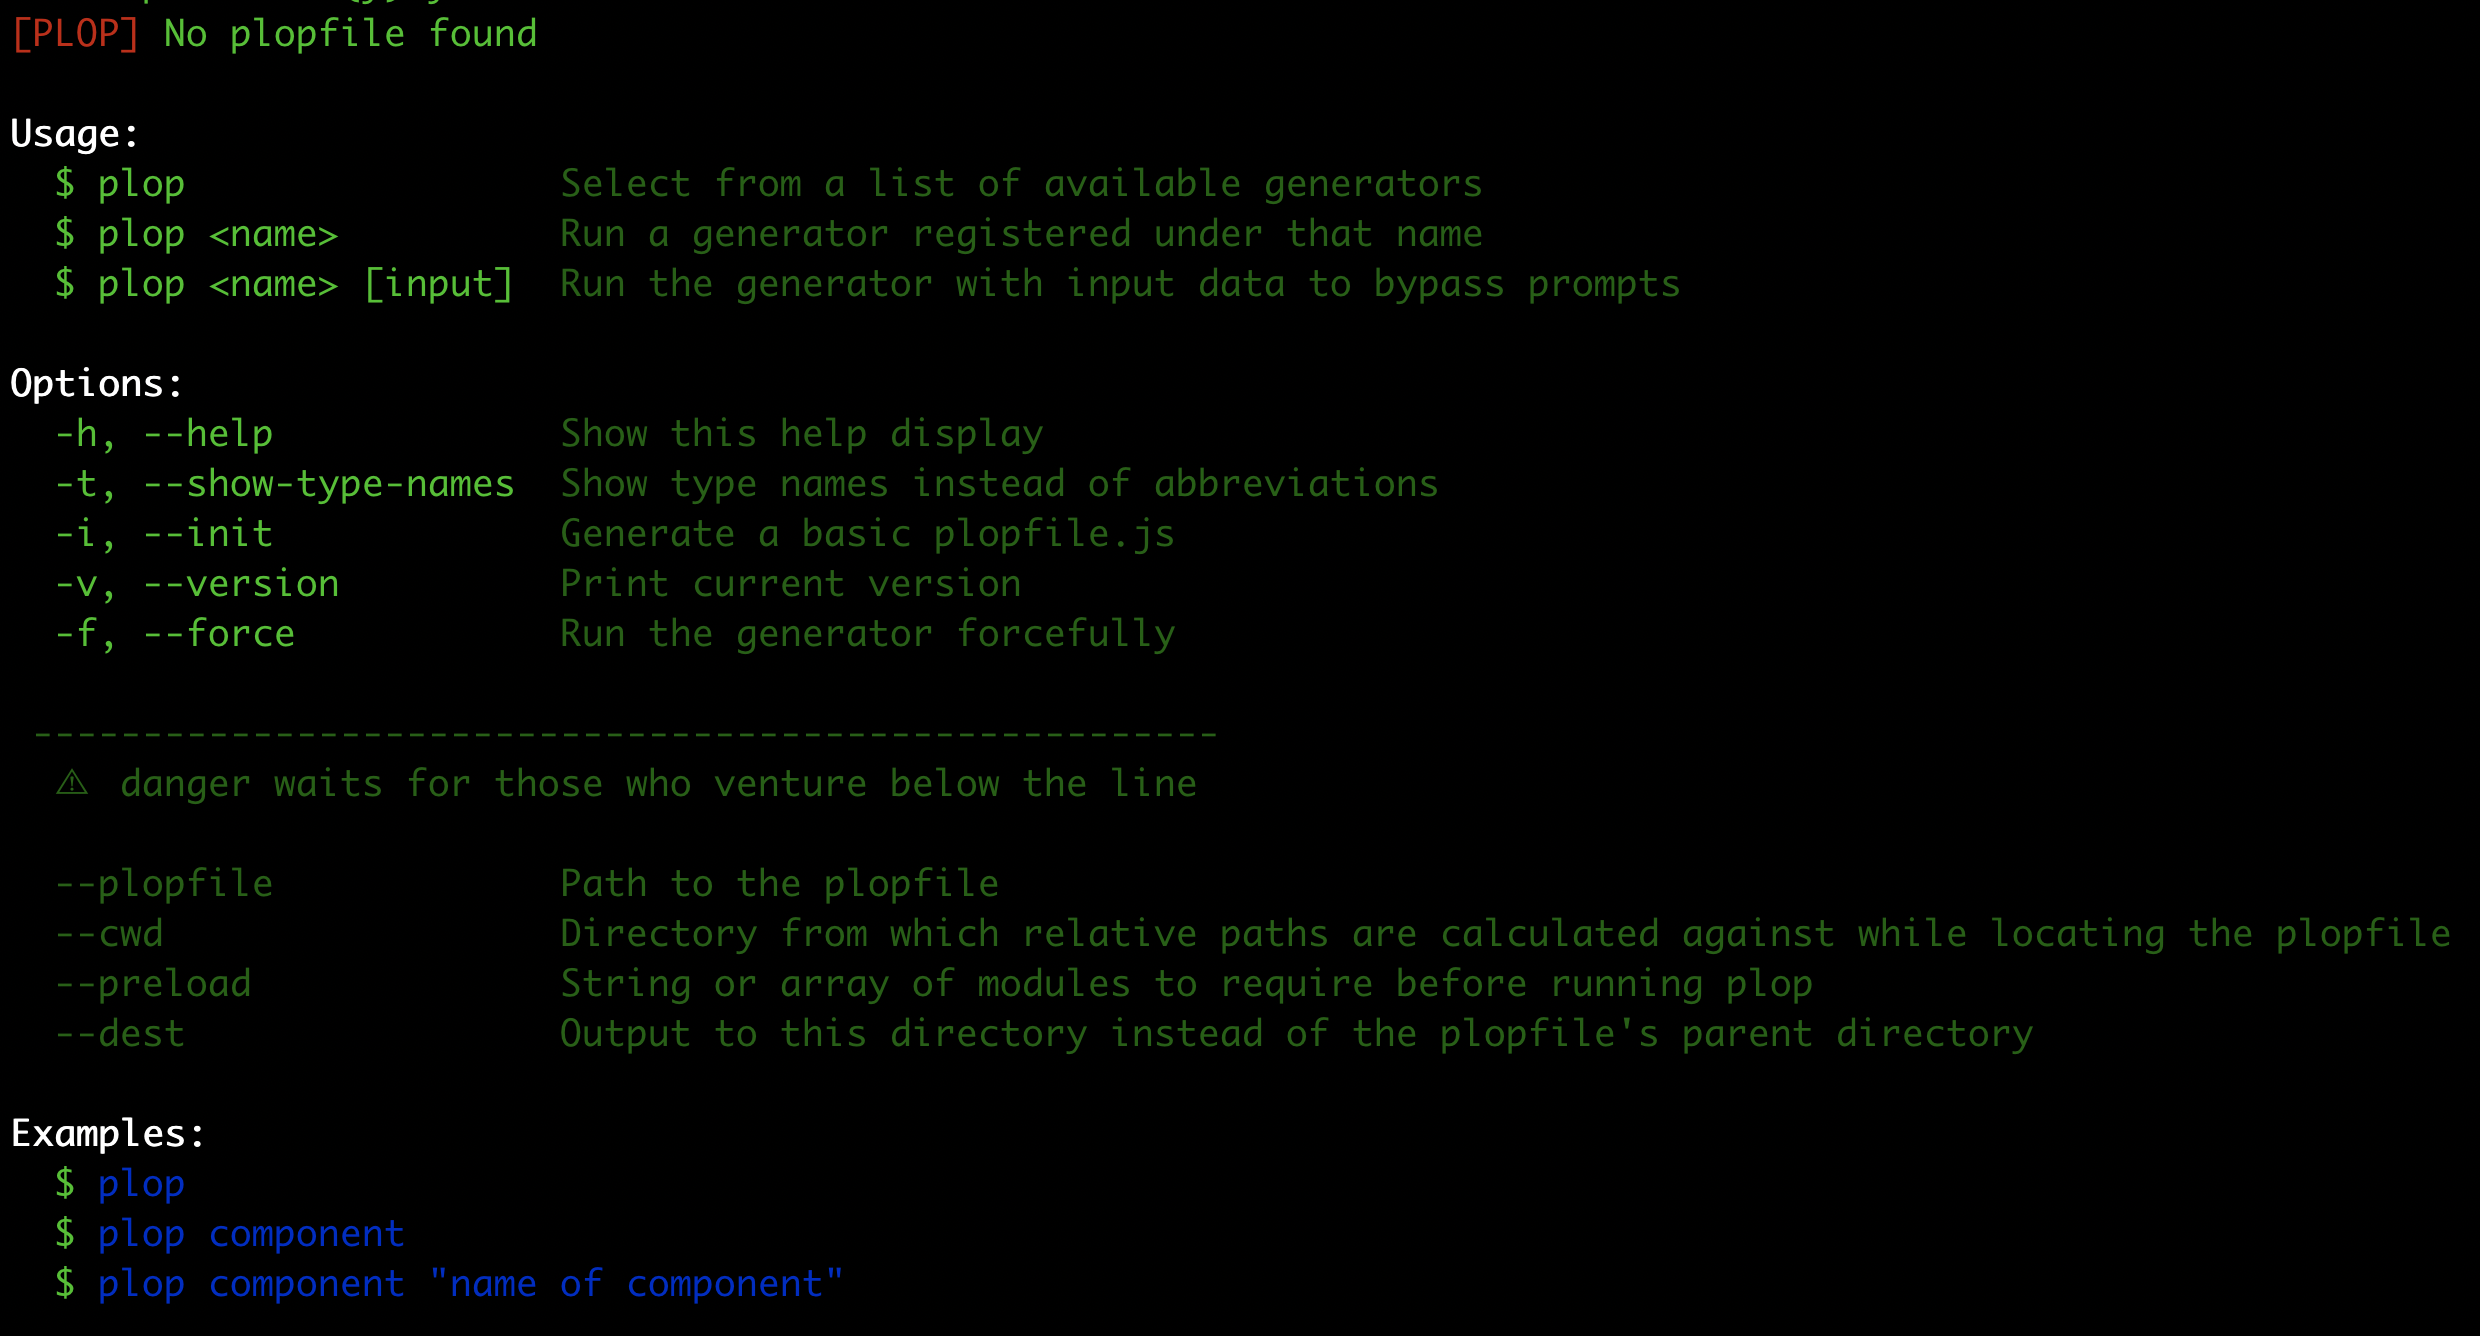 [PLOP] No plopfile found
Usage:
$ plop Select from a list of available generators
$ plop <name> Run a generator registered under that name
$ plop <name> [input] Run the generator with input data to bypass prompts
Options:
-h, --help Show this help display
-t, --show-type-names Show type names instead of abbreviations
-i, --init Generate a basic plopfile.js
-v, --version Print current version
-f, --force Run the generator forcefully
------------------------------------------------------
⚠ danger waits for those who venture below the line
--plopfile Path to the plopfile
--cwd Directory from which relative paths are calculated against while locating the plopfile
--preload String or array of modules to require before running plop
--dest Output to this directory instead of the plopfile's parent directory
Examples:
$ plop
$ plop component
$ plop component "name of component"